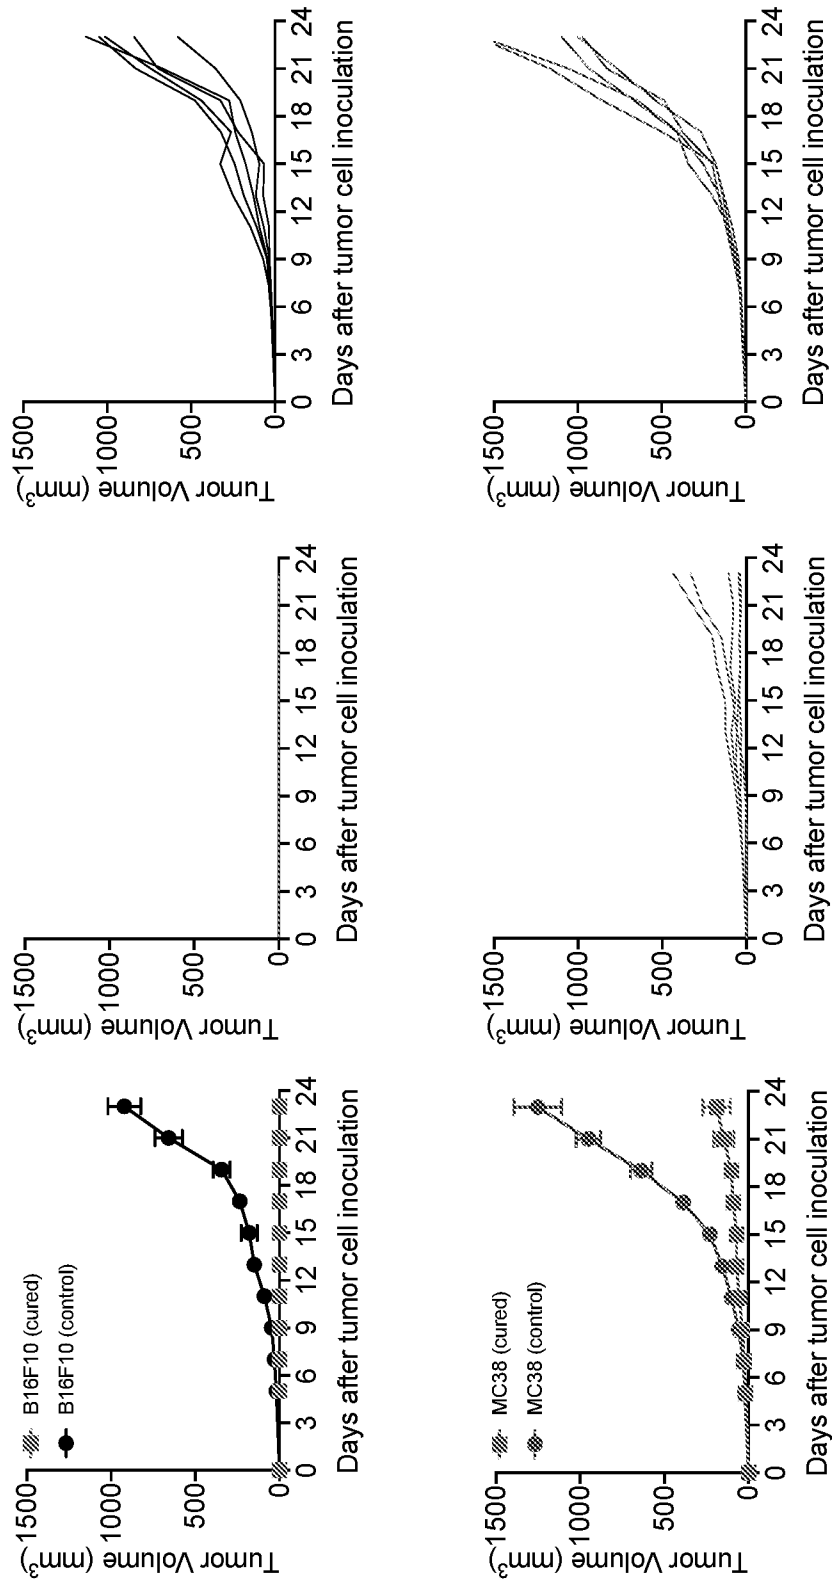 Tumor Volume (mm³)
1500
1000
500
0
B16F10 (cured)
B16F10 (control)
0 3 6 9 12 15 18 21 24
Days after tumor cell inoculation
Tumor Volume (mm³)
1500
1000
500
0
0 3 6 9 12 15 18 21 24
Days after tumor cell inoculation
Tumor Volume (mm³)
1500
1000
500
0
0 3 6 9 12 15 18 21 24
Days after tumor cell inoculation
Tumor Volume (mm³)
1500
1000
500
0
MC38 (cured)
MC38 (control)
0 3 6 9 12 15 18 21 24
Days after tumor cell inoculation
Tumor Volume (mm³)
1500
1000
500
0
0 3 6 9 12 15 18 21 24
Days after tumor cell inoculation
Tumor Volume (mm³)
1500
1000
500
0
0 3 6 9 12 15 18 21 24
Days after tumor cell inoculation